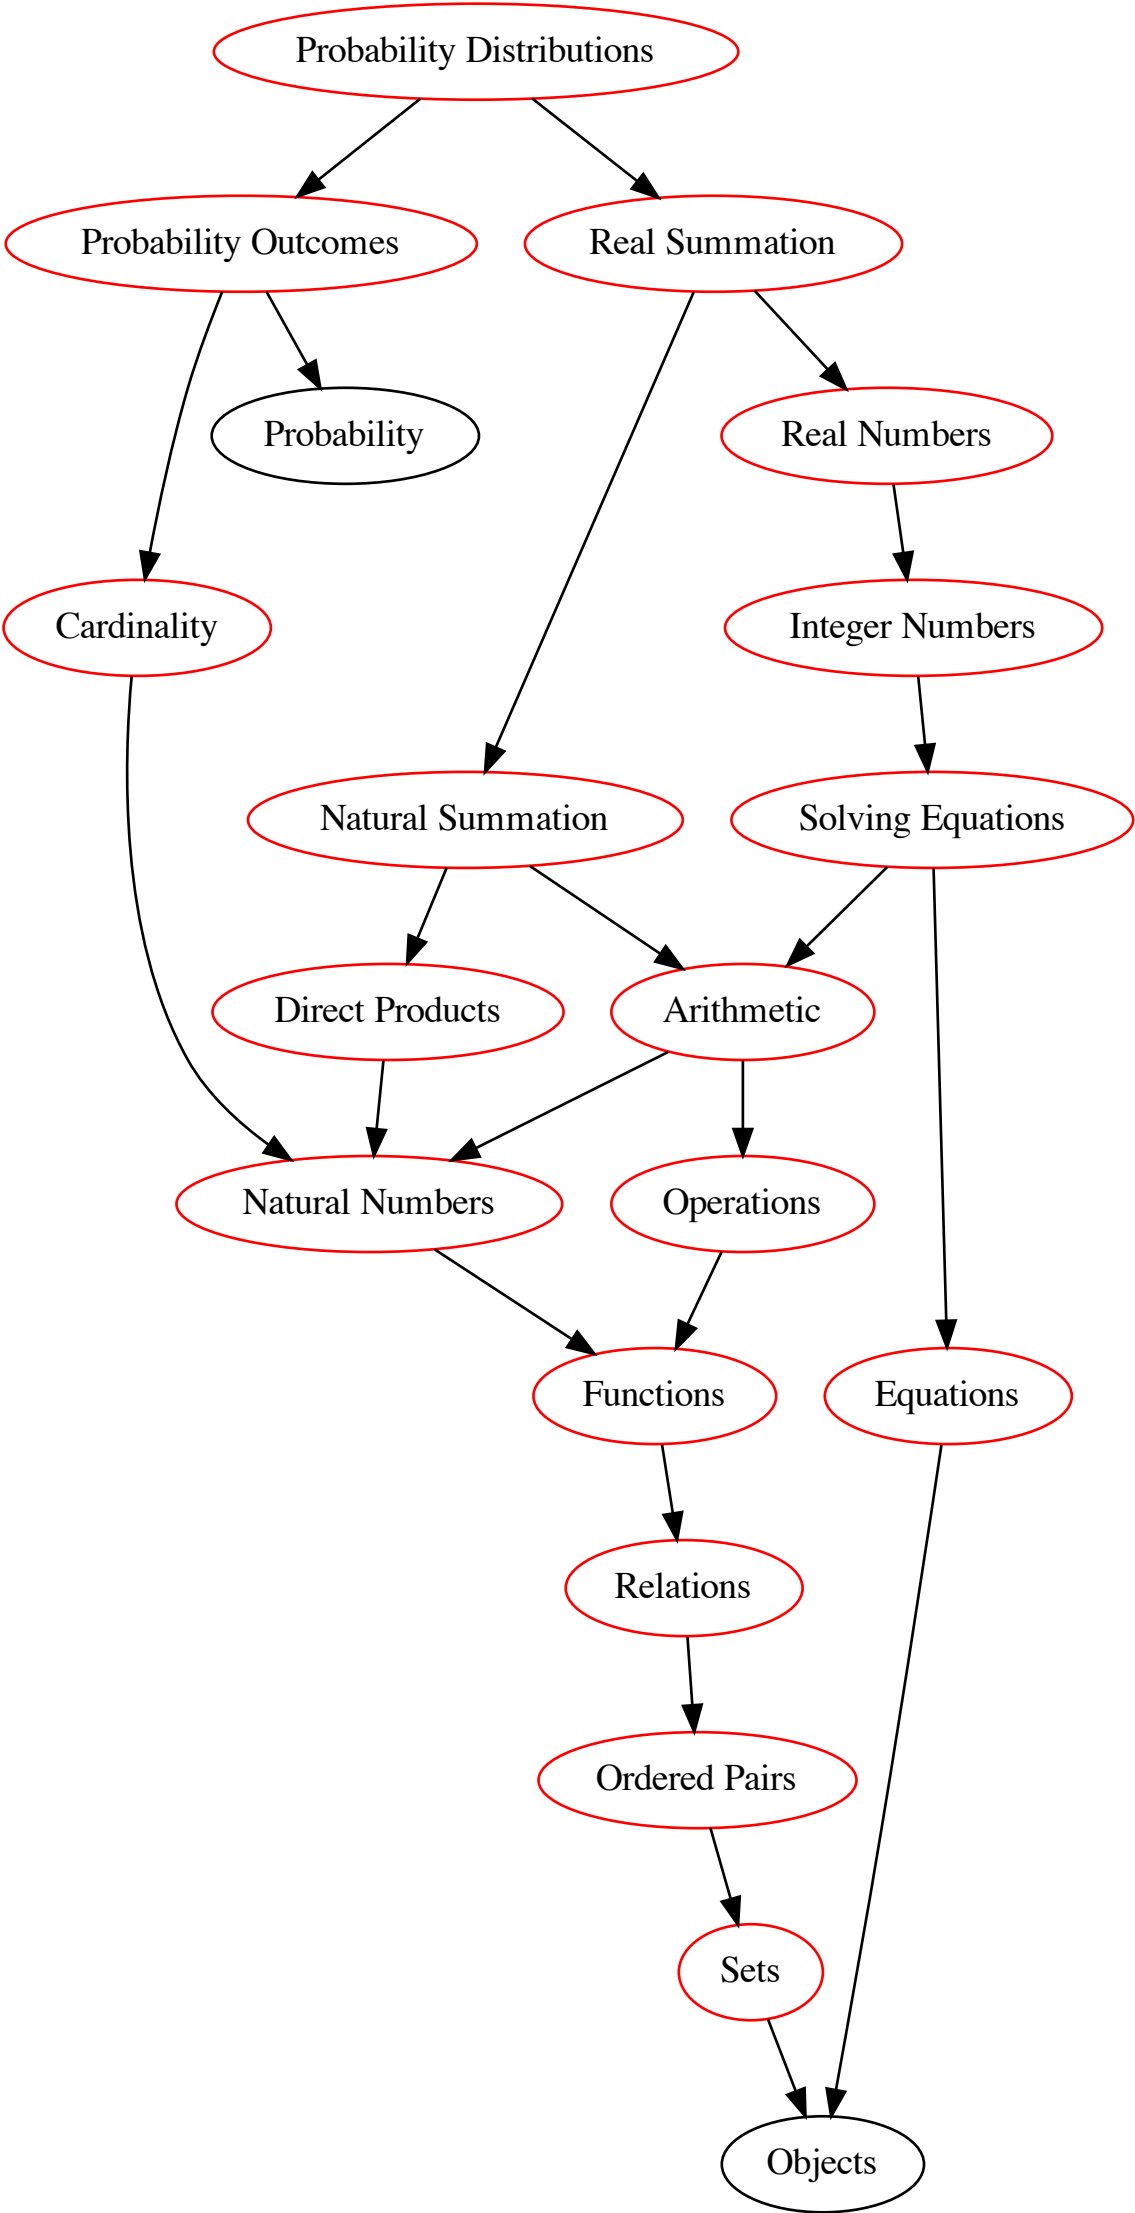 Probability Distributions
Probability Outcomes
Real Summation
Probability
Real Numbers
Cardinality
Integer Numbers
Natural Summation
Solving Equations
Direct Products
Arithmetic
Natural Numbers
Operations
Functions
Equations
Relations
Ordered Pairs
Sets
Objects